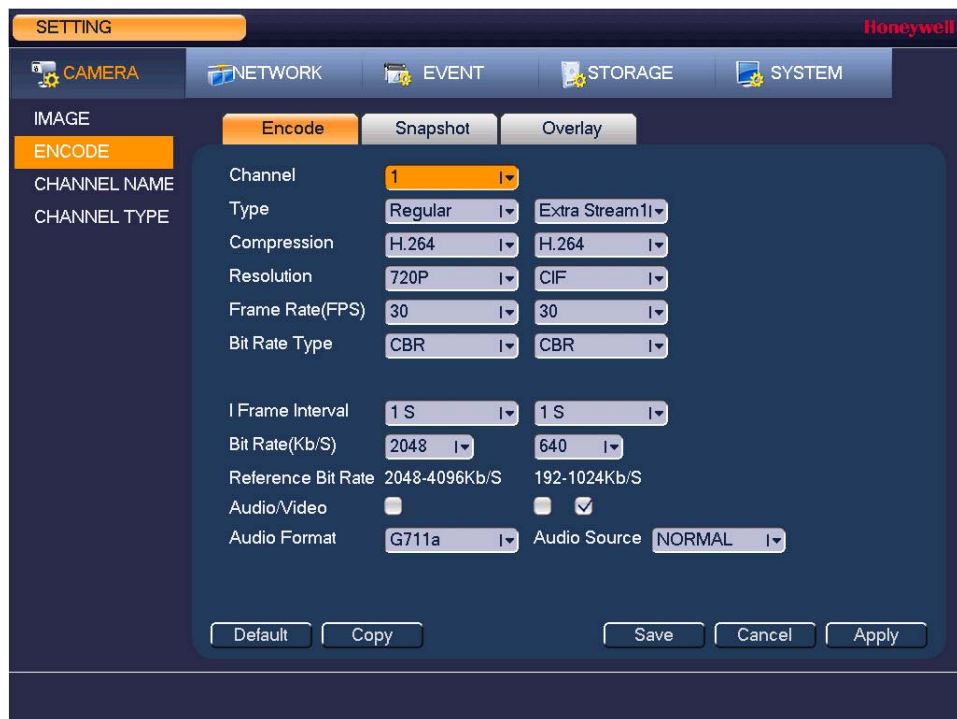 SETTING Honeywell
CAMERA NETWORK EVENT STORAGE SYSTEM
IMAGE
ENCODE
CHANNEL NAME
CHANNEL TYPE
Encode Snapshot Overlay
Channel 1
Type Regular Extra Stream1
Compression H.264 H.264
Resolution 720P CIF
Frame Rate(FPS) 30 30
Bit Rate Type CBR CBR
I Frame Interval 1 S 1 S
Bit Rate(Kb/S) 2048 640
Reference Bit Rate 2048-4096Kb/S 192-1024Kb/S
Audio/Video
Audio Format G711a Audio Source NORMAL
Default Copy Save Cancel Apply